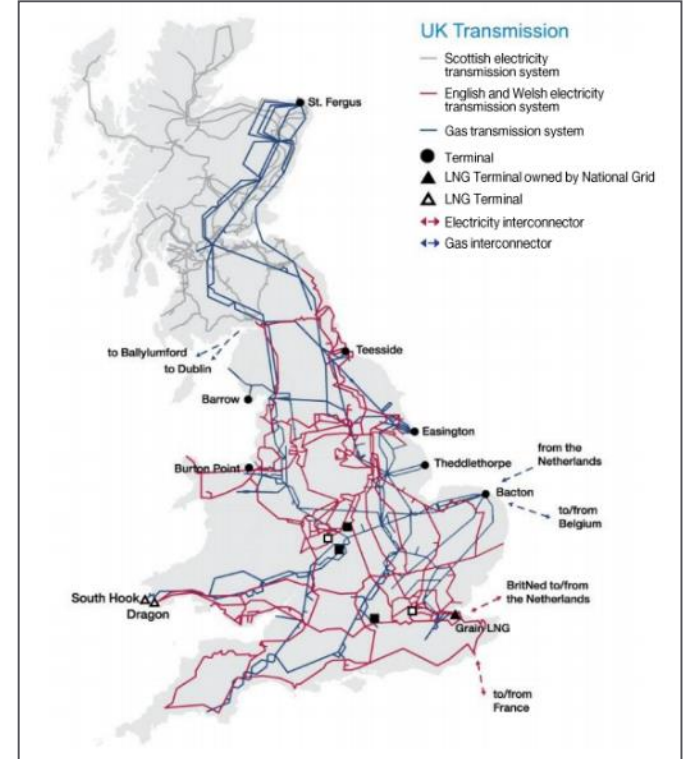 UK Transmission
Scottish electricity
transmission system
English and Welsh electricity
transmission system
Gas transmission system
Terminal
LNG Terminal owned by National Grid
LNG Terminal
Electricity interconnector
Gas interconnector
St. Fergus
to Ballylumford
to Dublin
Teesside
Barrow
Easington
from the
Netherlands
Burton Point
Theddlethorpe
Bacton
to/from
Belgium
South Hook
Dragon
BritNed to/from
the Netherlands
Grain LNG
to/from
France